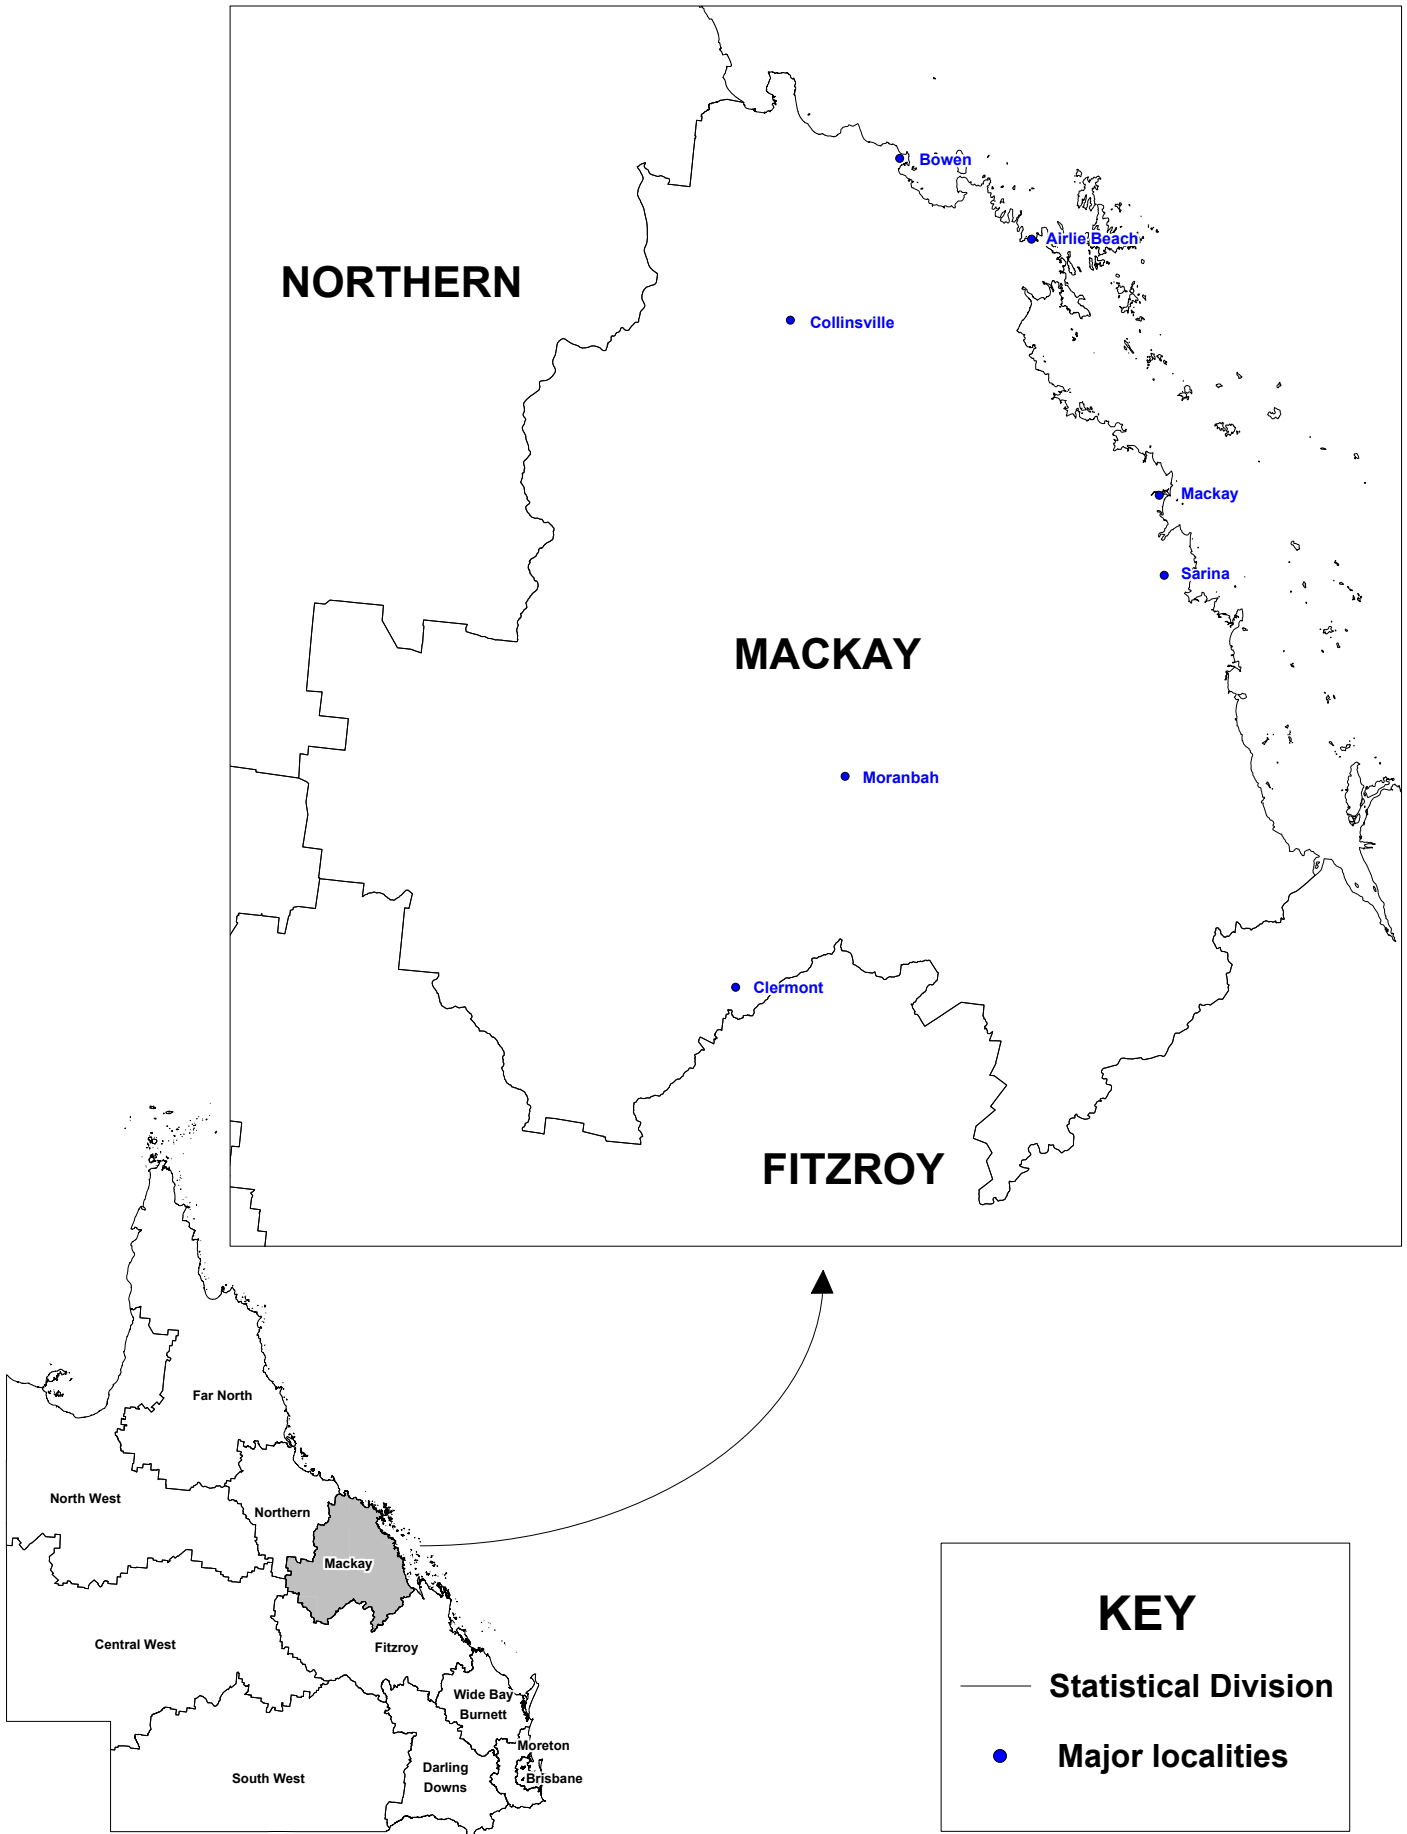 Bowen
Airlie Beach
NORTHERN
Collinsville
Mackay
Sarina
MACKAY
Moranbah
Clermont
FITZROY
Far North
North West
Northern
Mackay
Central West
Fitzroy
Wide Bay
Burnett
Moreton
Darling
Downs
South West
Brisbane
KEY
Statistical Division
Major localities